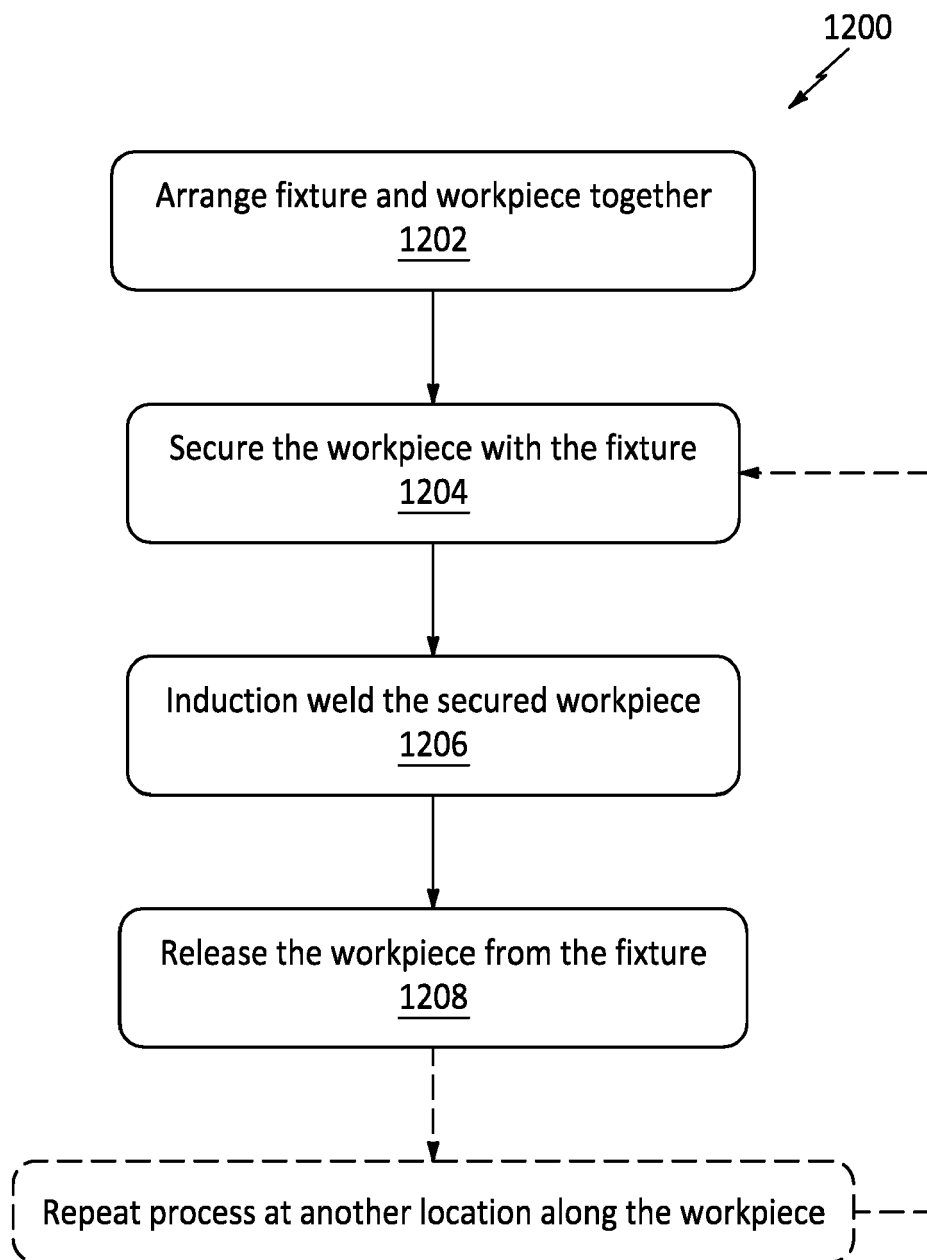 1200
Arrange fixture and workpiece together
1202
Secure the workpiece with the fixture
1204
Induction weld the secured workpiece
1206
Release the workpiece from the fixture
1208
Repeat process at another location along the workpiece